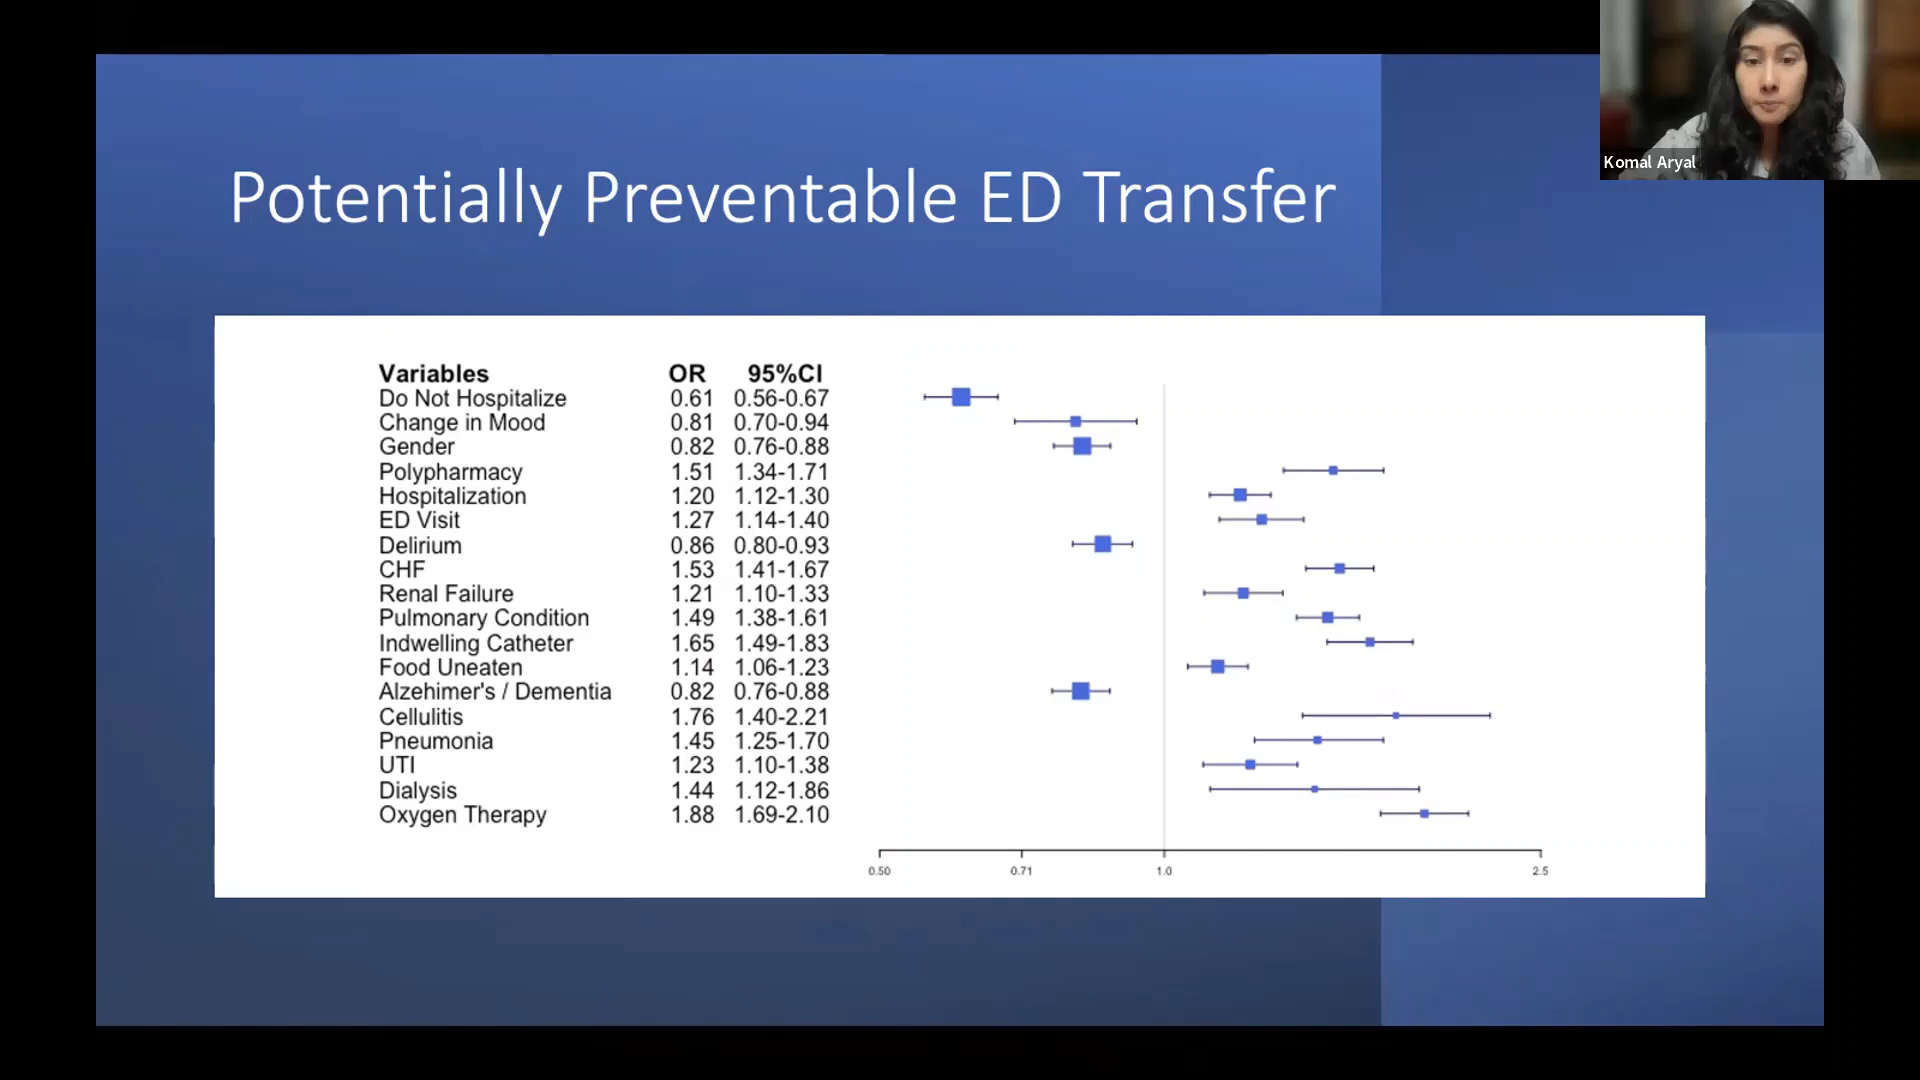 Komal Aryal
Potentially Preventable ED Transfer
Variables OR 95%CI
Do Not Hospitalize 0.61 0.56-0.67
Change in Mood 0.81 0.70-0.94
Gender 0.82 0.76-0.88
Polypharmacy 1.51 1.34-1.71
Hospitalization 1.20 1.12-1.30
ED Visit 1.27 1.14-1.40
Delirium 0.86 0.80-0.93
CHF 1.53 1.41-1.67
Renal Failure 1.21 1.10-1.33
Pulmonary Condition 1.49 1.38-1.61
Indwelling Catheter 1.65 1.49-1.83
Food Uneaten 1.14 1.06-1.23
Alzehimer's / Dementia 0.82 0.76-0.88
Cellulitis 1.76 1.40-2.21
Pneumonia 1.45 1.25-1.70
UTI 1.23 1.10-1.38
Dialysis 1.44 1.12-1.86
Oxygen Therapy 1.88 1.69-2.10
0.50 0.71 1.0 2.5